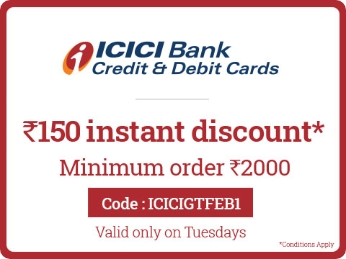 ICICI Bank
Credit & Debit Cards
₹150 instant discount*
Minimum order ₹2000
Code : ICICIGTFEB1
Valid only on Tuesdays
*Conditions Apply